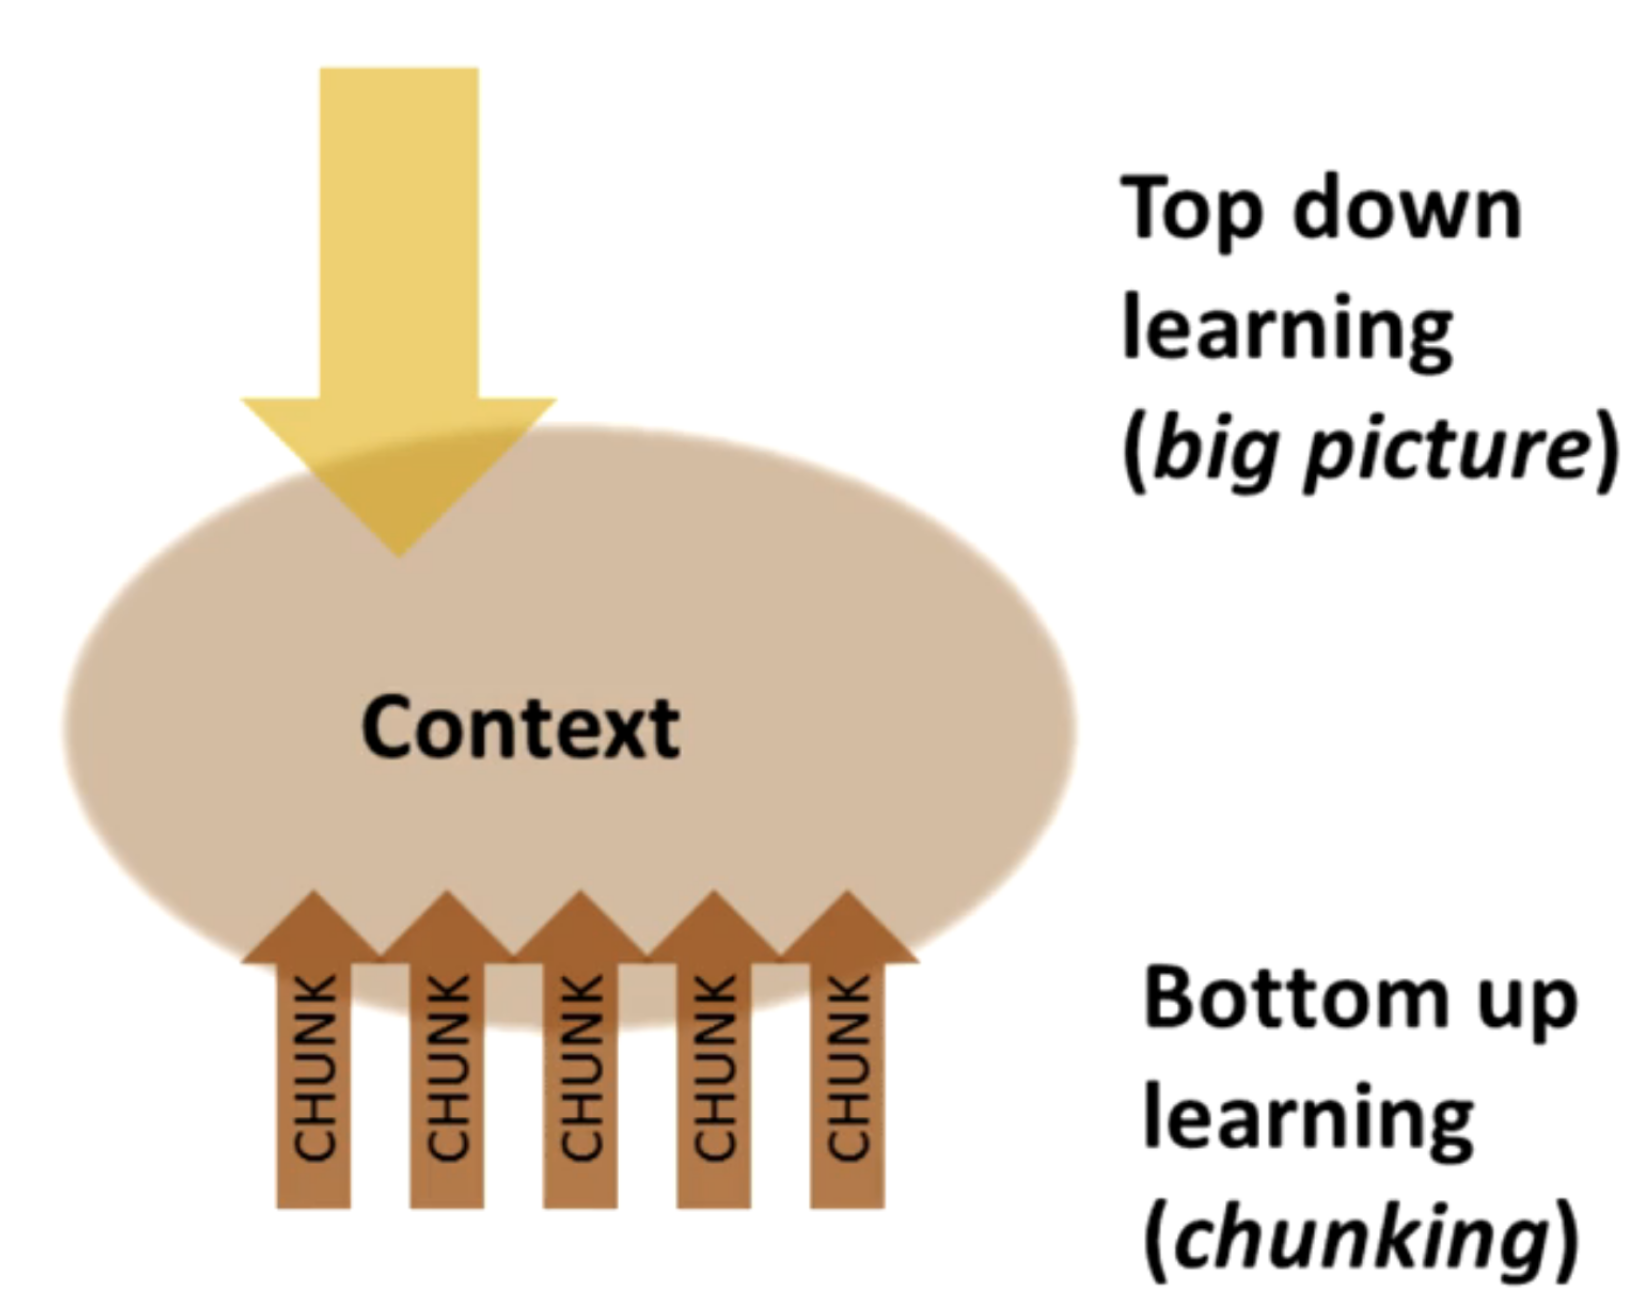 Top down
learning
(big picture)
Context
CHUNK
CHUNK
CHUNK
CHUNK
CHUNK
Bottom up
learning
(chunking)